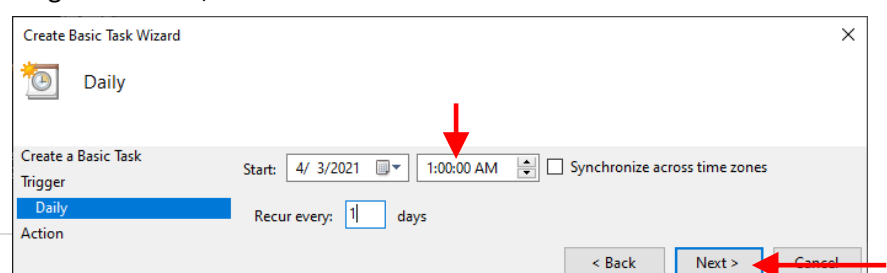 Create Basic Task Wizard
Daily
Create a Basic Task
Start: 4/ 3/2021 1:00:00 AM Synchronize across time zones
Trigger
Daily
Recur every: 1 days
Action
< Back Next > Cancel